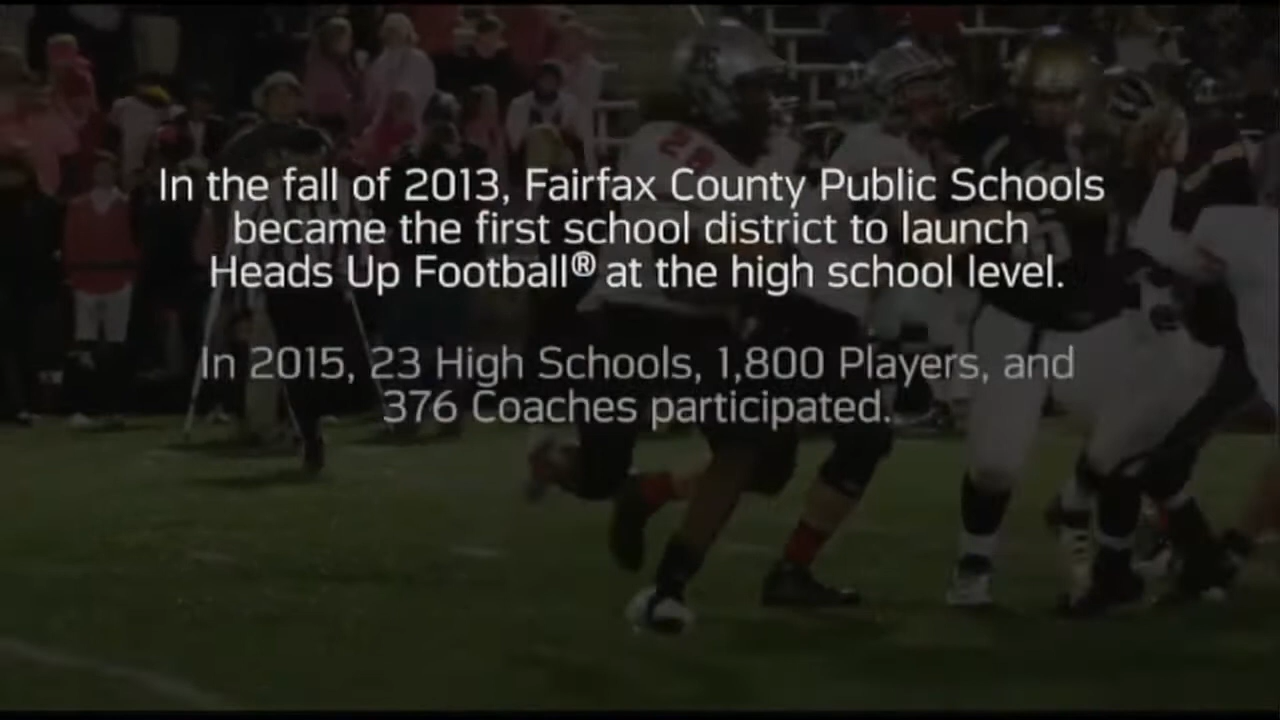 In the fall of 2013, Fairfax County Public Schools
became the first school district to launch
Heads Up Football® at the high school level.
In 2015, 23 High Schools, 1,800 Players, and
376 Coaches participated.